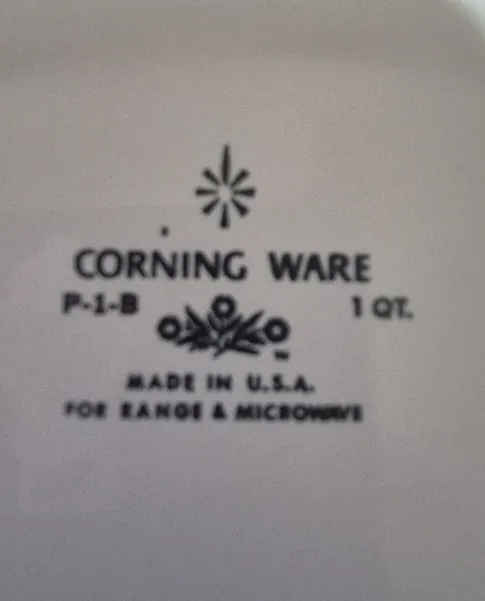 CORNING WARE
P-1-B 1 QT.
MADE IN U.S.A.
FOR RANGE & MICROWAVE